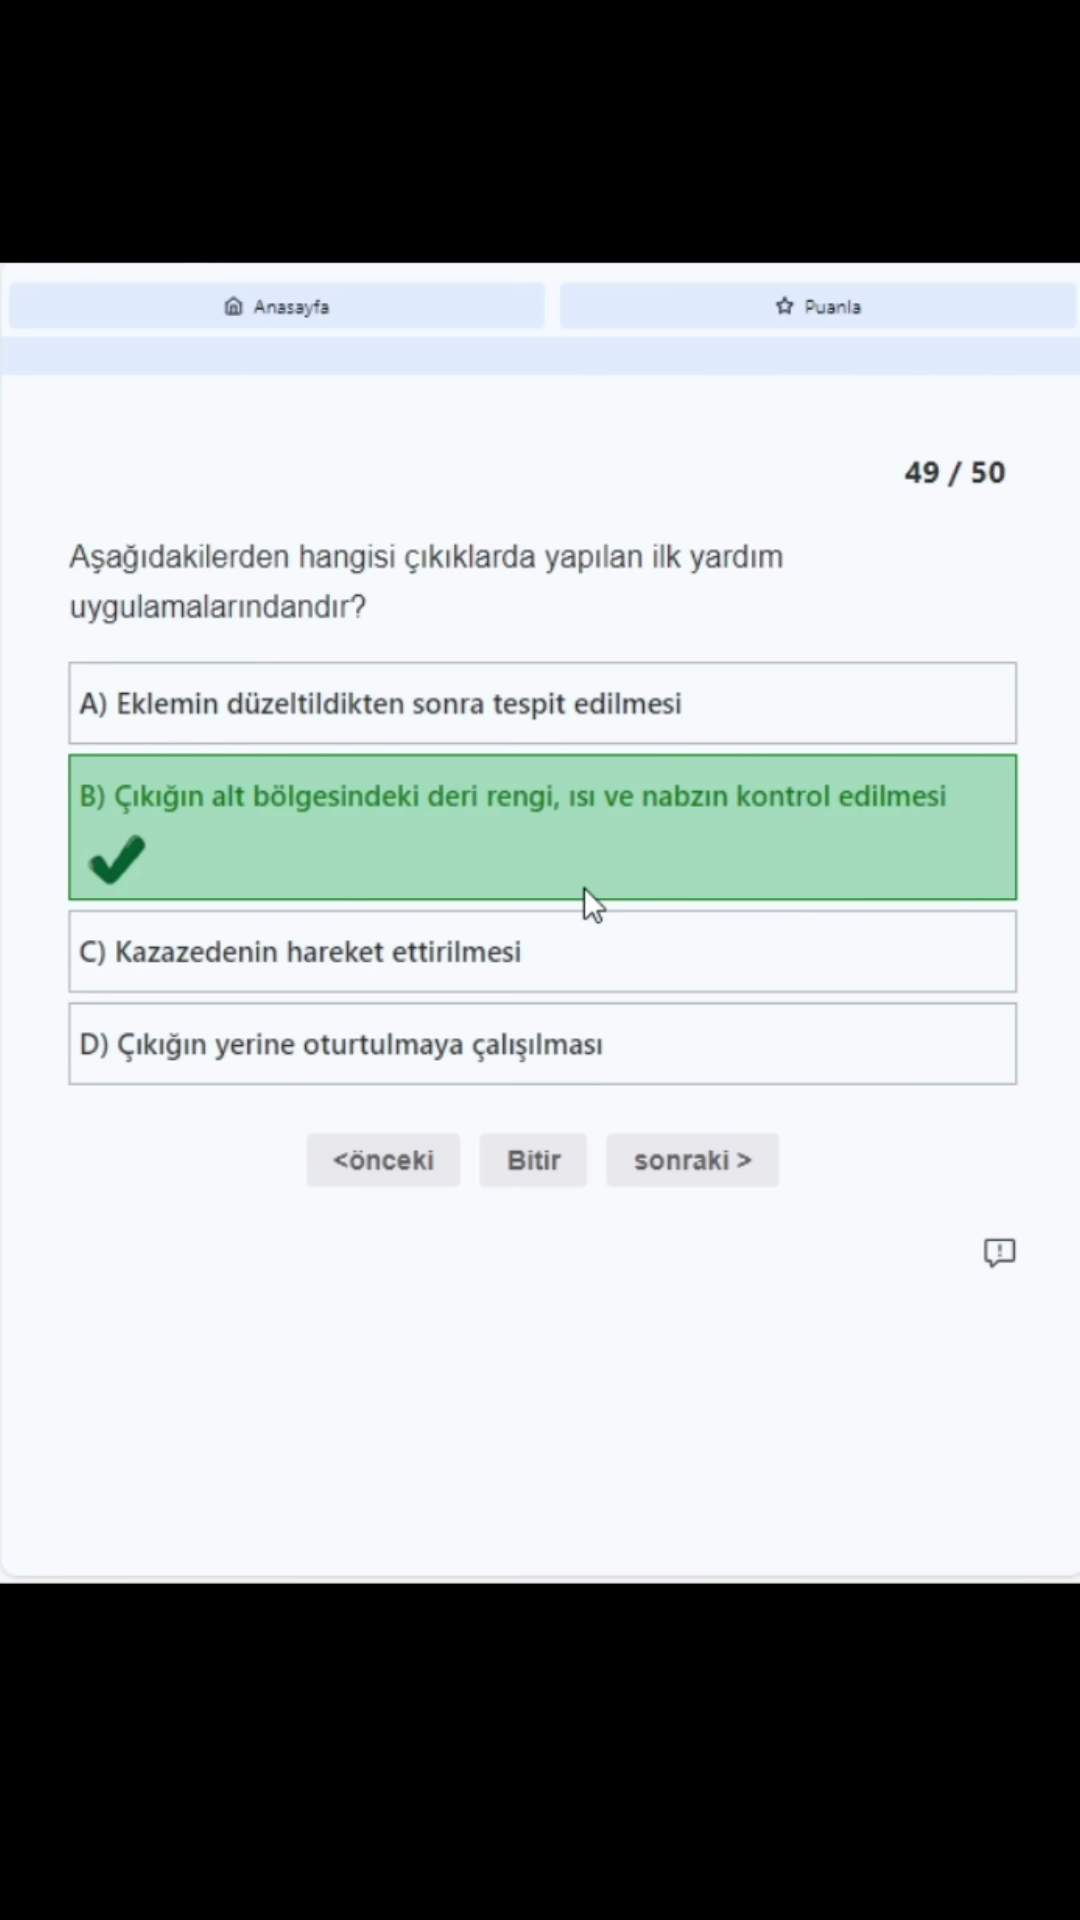 Anasayfa
Puanla
49 / 50
Aşağıdakilerden hangisi çıkıklarda yapılan ilk yardım
uygulamalarındandır?
A) Eklemin düzeltildikten sonra tespit edilmesi
B) Çıkığın alt bölgesindeki deri rengi, ısı ve nabzın kontrol edilmesi
C) Kazazedenin hareket ettirilmesi
D) Çıkığın yerine oturtulmaya çalışılması
<önceki
Bitir
sonraki >